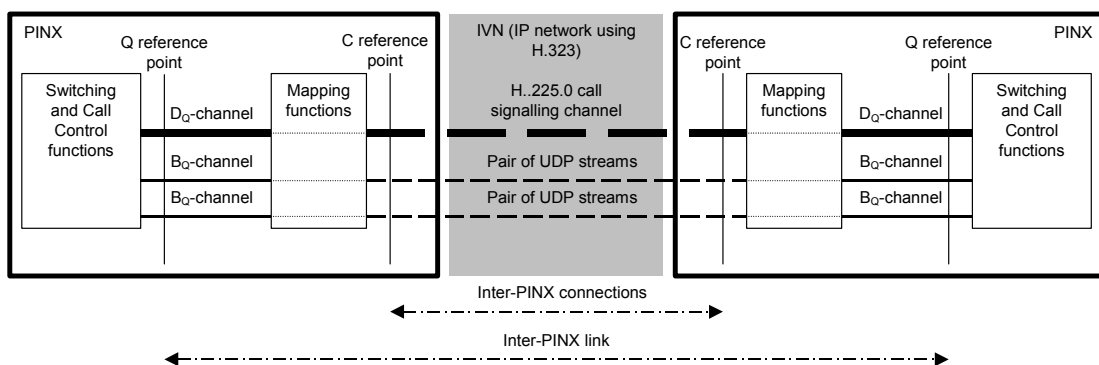 PINX
Q reference
point
C reference
point
IVN (IP network using
H.323)
C reference
point
Q reference
point
PINX
Switching
and Call
Control
functions
Mapping
functions
H..225.0 call
signalling channel
Mapping
functions
Switching
and Call
Control
functions
DQ-channel
DQ-channel
BQ-channel
Pair of UDP streams
BQ-channel
BQ-channel
Pair of UDP streams
BQ-channel
Inter-PINX connections
Inter-PINX link